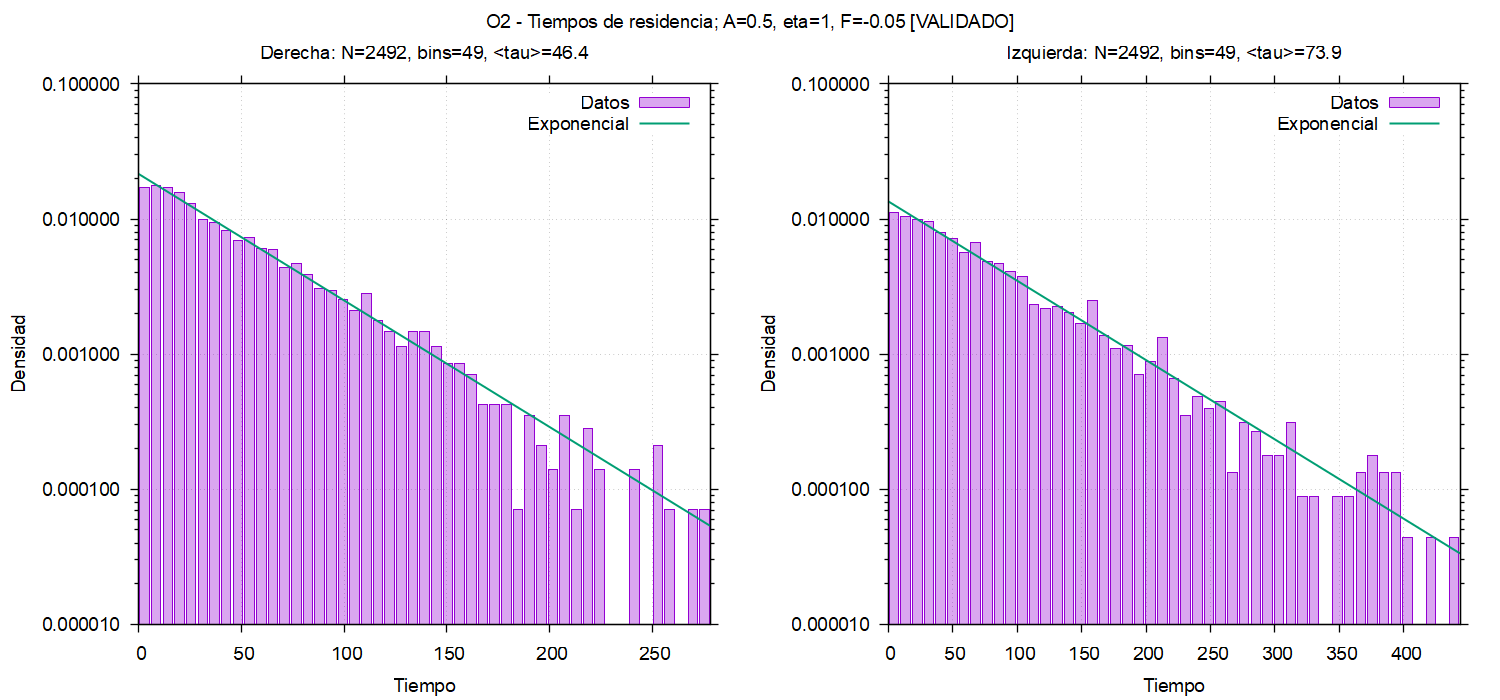 O2 - Tiempos de residencia; A=0.5, eta=1, F=-0.05 [VALIDADO]
Derecha: N=2492, bins=49, <tau>=46.4
0.100000
0.010000
0.001000
0.000100
0.000010
Densidad
Datos
Exponencial
0 50 100 150 200 250
Tiempo
Izquierda: N=2492, bins=49, <tau>=73.9
0.100000
0.010000
0.001000
0.000100
0.000010
Densidad
Datos
Exponencial
0 50 100 150 200 250 300 350 400
Tiempo